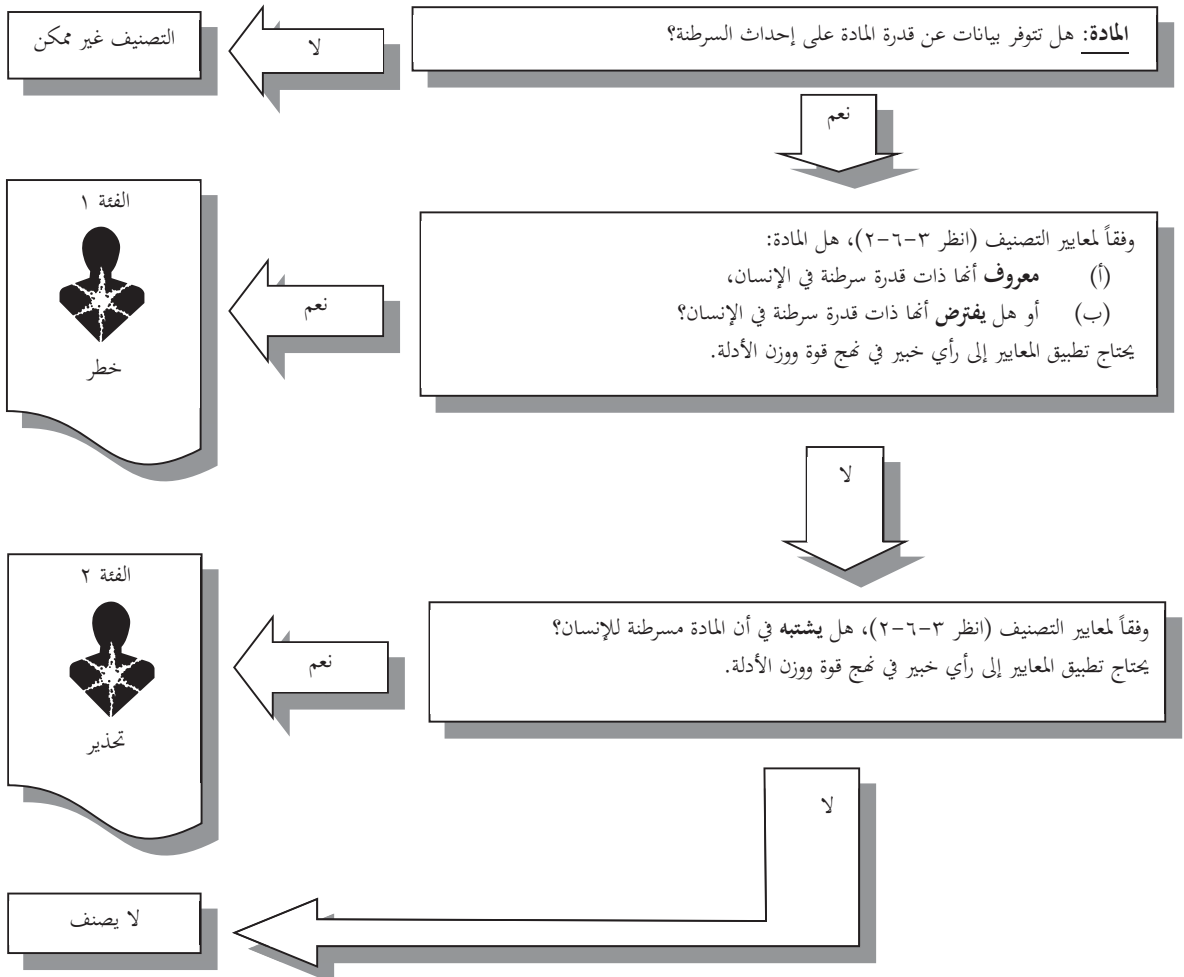 المادة: هل تتوفر بيانات عن قدرة المادة على إحداث السرطنة؟
لا
التصنيف غير ممكن
نعم
وفقاً لمعايير التصنيف (انظر ٣-٦-٢)، هل المادة:
(أ) معروف أنها ذات قدرة سرطنة في الإنسان،
(ب) أو هل يفترض أنها ذات قدرة سرطنة في الإنسان؟
يحتاج تطبيق المعايير إلى رأي خبير في نهج قوة ووزن الأدلة.
نعم
الفئة ١
خطر
لا
وفقاً لمعايير التصنيف (انظر ٣-٦-٢)، هل يشتبه في أن المادة مسرطنة للإنسان؟
يحتاج تطبيق المعايير إلى رأي خبير في نهج قوة ووزن الأدلة.
نعم
الفئة ٢
تحذير
لا
لا يصنف